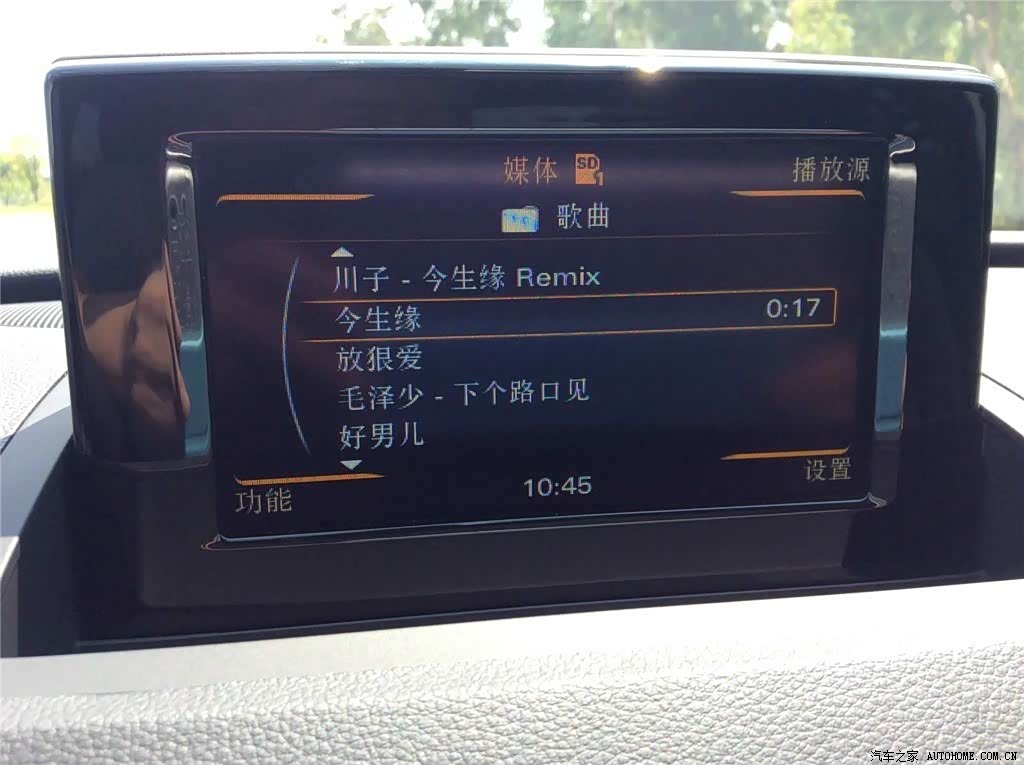 媒体 SD 1
播放源
歌曲
川子 - 今生缘 Remix
今生缘 0:17
放狠爱
毛泽少 - 下个路口见
好男儿
功能
10:45
设置
汽车之家 AUTOHOME.COM.CN